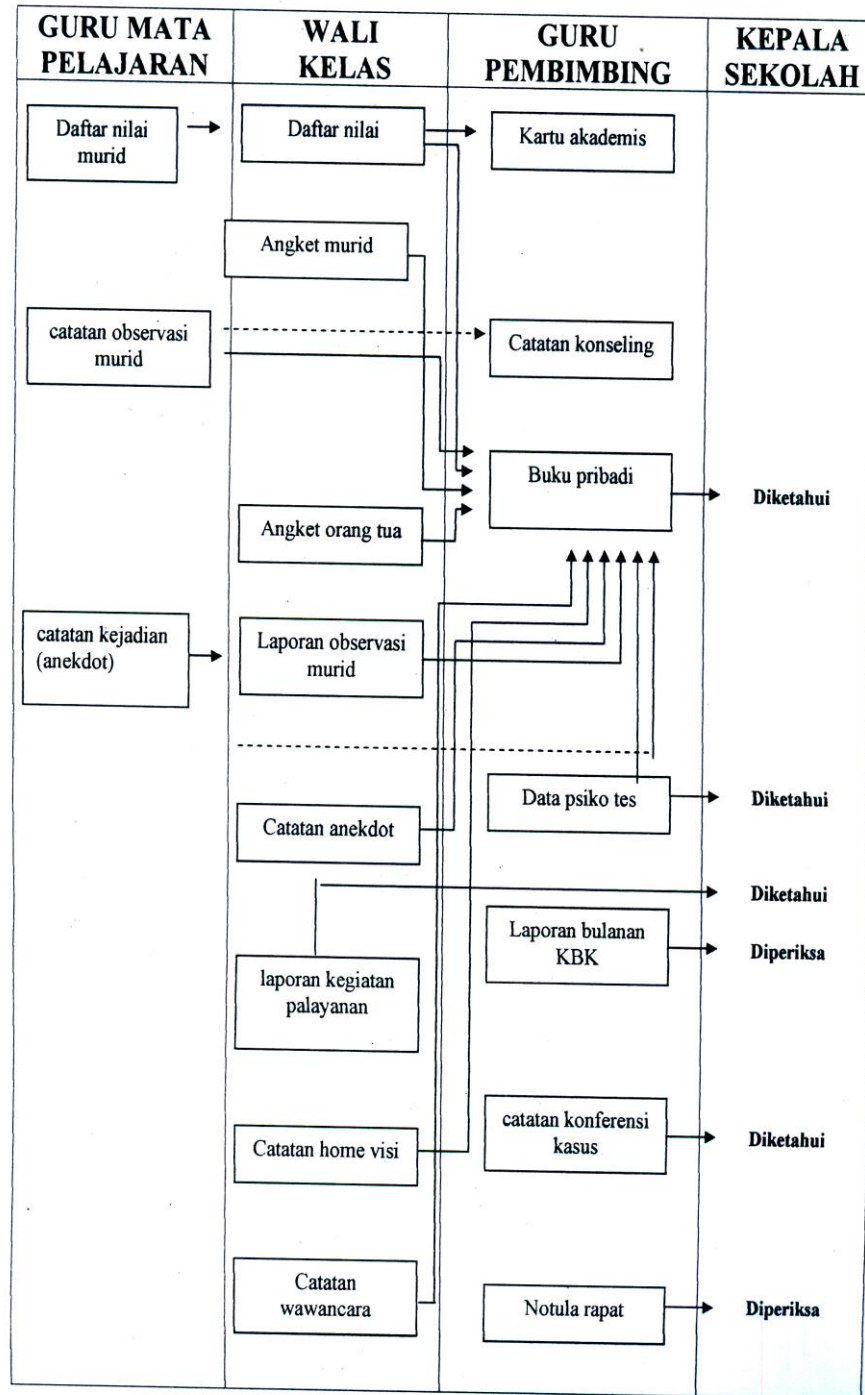 GURU MATA
PELAJARAN
WALI
KELAS
GURU
PEMBIMBING
KEPALA
SEKOLAH
Daftar nilai
murid
Daftar nilai
Kartu akademis
Angket murid
catatan observasi
murid
Catatan konseling
Buku pribadi
Diketahui
Angket orang tua
catatan kejadian
(anekdot)
Laporan observasi
murid
Data psiko tes
Diketahui
Catatan anekdot
Diketahui
Laporan bulanan
KBK
Diperiksa
laporan kegiatan
palayanan
catatan konferensi
kasus
Diketahui
Catatan home visi
Catatan
wawancara
Notula rapat
Diperiksa